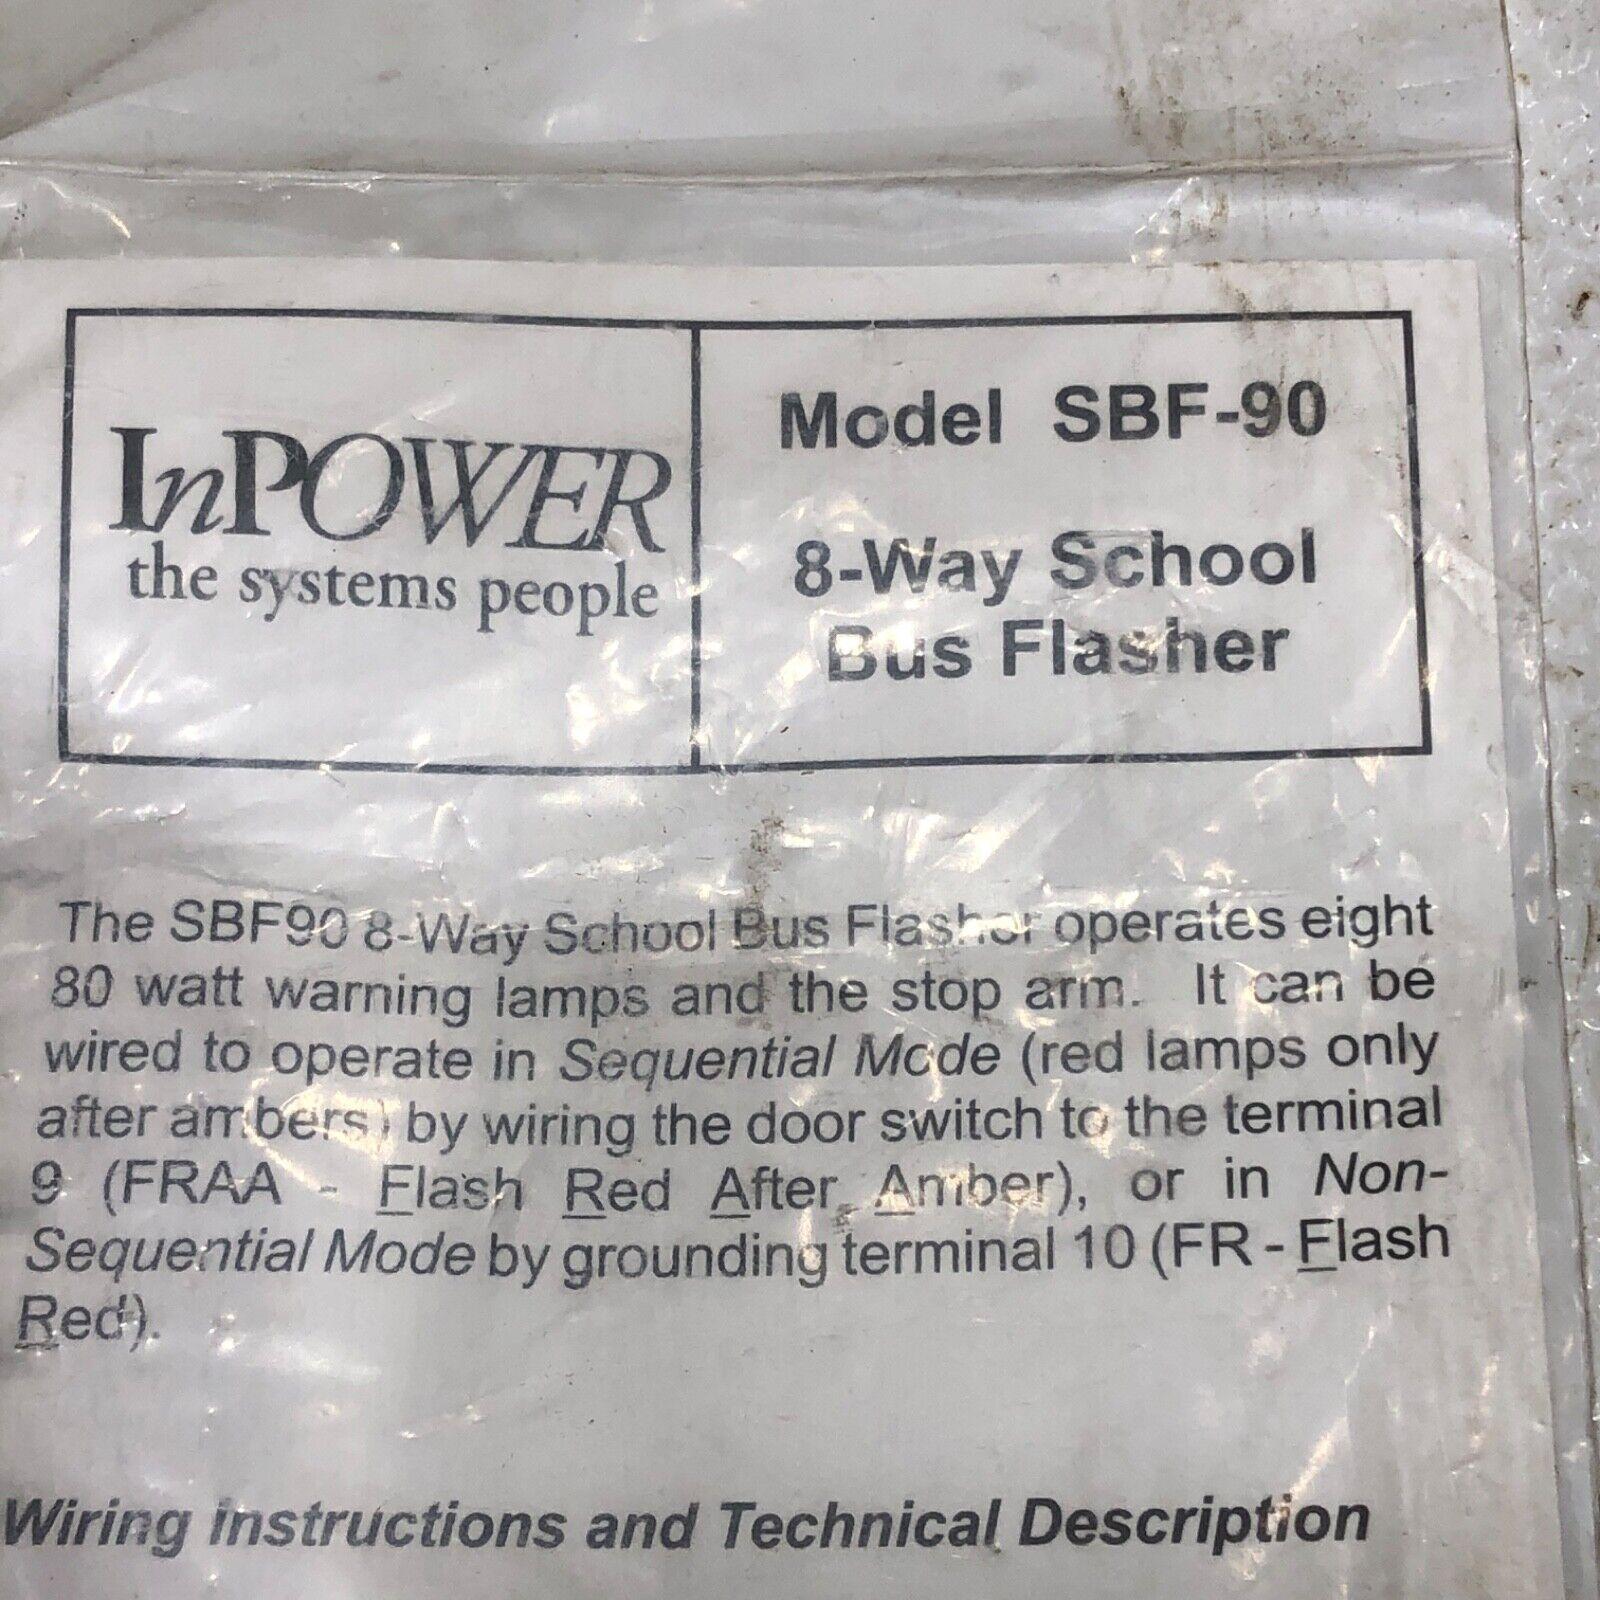 InPOWER
the systems people
Model SBF-90
8-Way School
Bus Flasher
The SBF90 8-Way School Bus Flasher operates eight
80 watt warning lamps and the stop arm. It can be
wired to operate in Sequential Mode (red lamps only
after ambers) by wiring the door switch to the terminal
9 (FRAA - Flash Red After Amber), or in Non-
Sequential Mode by grounding terminal 10 (FR - Flash
Red).
Wiring instructions and Technical Description